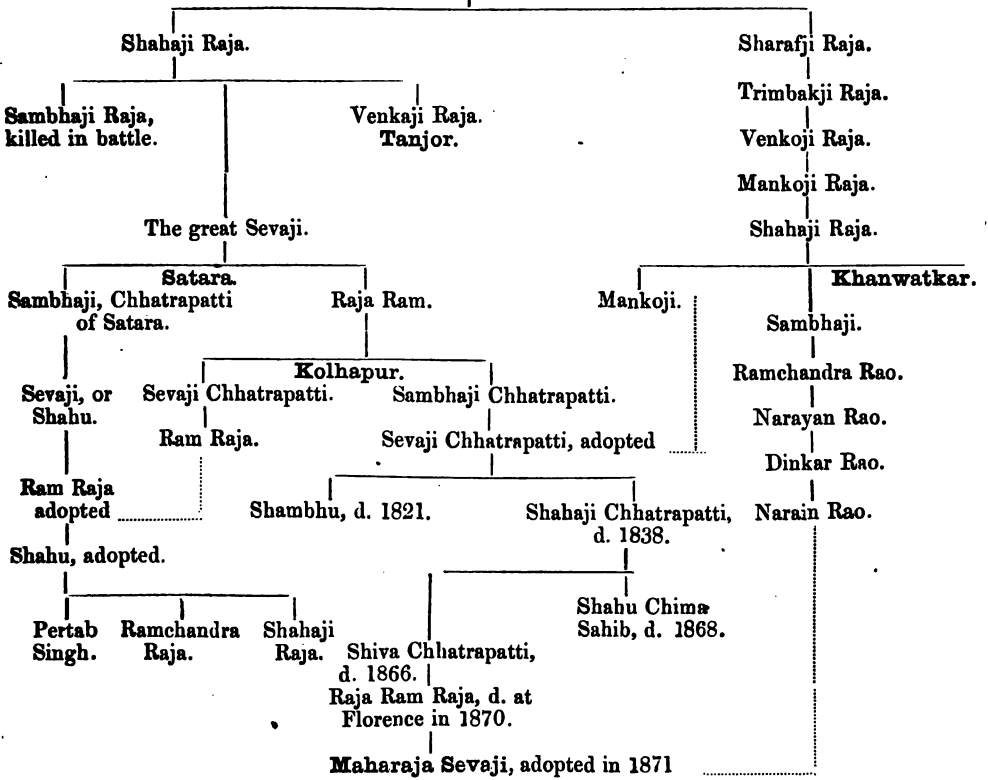 Shahaji Raja. Sharafji Raja.
Trimbakji Raja.
Sambhaji Raja, Venkaji Raja.
killed in battle. Tanjor. Venkoji Raja.
Mankoji Raja.
The great Sevaji. Shahaji Raja.
Satara. Khanwatkar.
Sambhaji, Chhatrapatti Raja Ram. Mankoji.
of Satara. Sambhaji.
Kolhapur. Ramchandra Rao.
Sevaji, or Sevaji Chhatrapatti. Sambhaji Chhatrapatti.
Shahu. Narayan Rao.
Ram Raja. Sevaji Chhatrapatti, adopted
Dinkar Rao.
Ram Raja
adopted Shambhu, d. 1821. Shahaji Chhatrapatti, Narain Rao.
d. 1838.
Shahu, adopted.
Shahu Chima
Pertab Ramchandra Shahaji Sahib, d. 1868.
Singh. Raja. Raja. Shiva Chhatrapatti,
d. 1866.
Raja Ram Raja, d. at
Florence in 1870.
Maharaja Sevaji, adopted in 1871